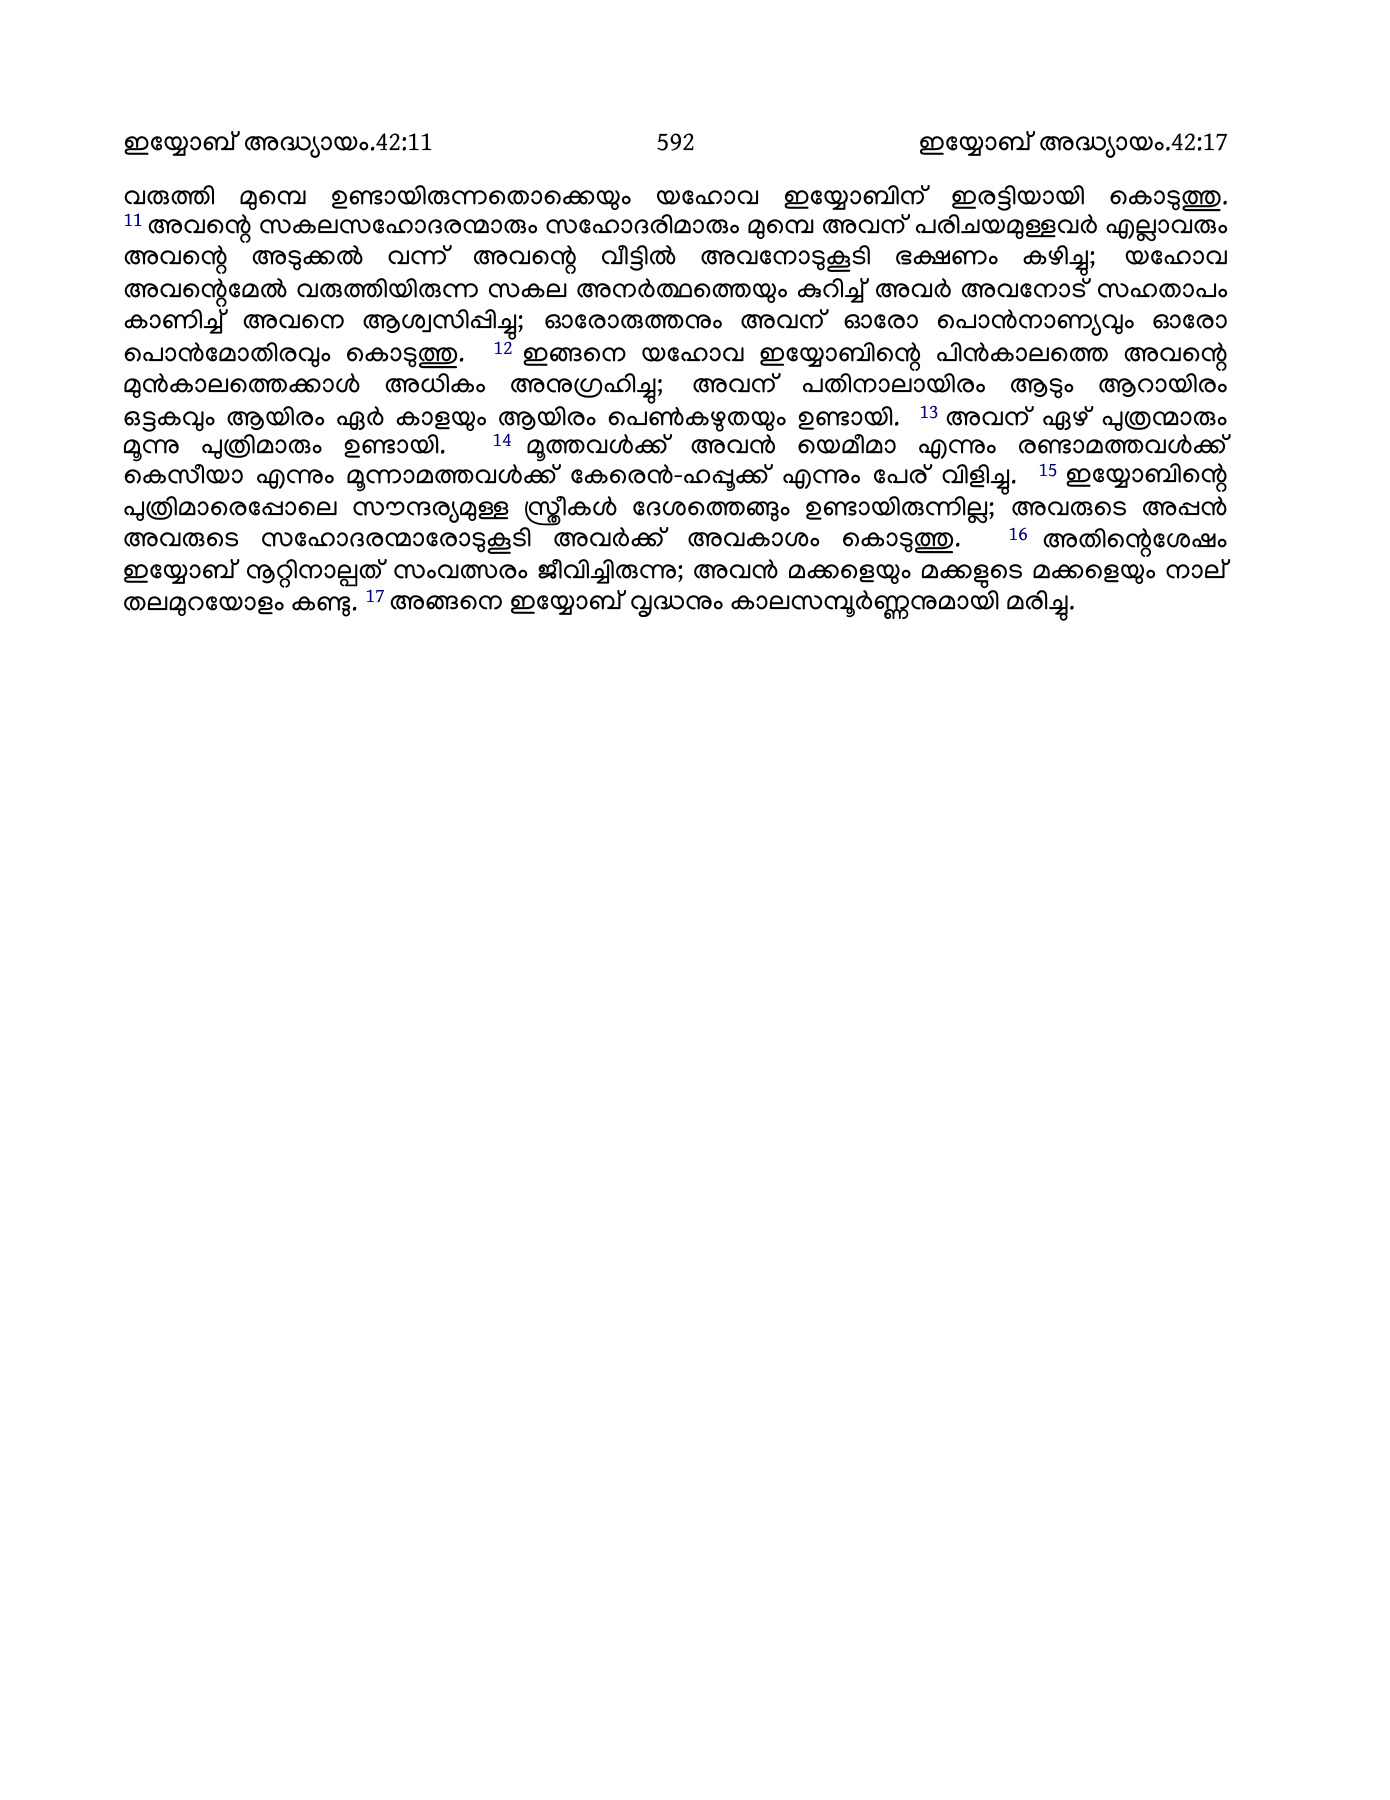 ഇയ്യോബ് അദ്ധ്യായം.42:11 592 ഇയ്യോബ് അദ്ധ്യായം.42:17
വരുത്തി മുമ്പെ ഉണ്ടായിരുന്നതൊക്കെയും യഹോവ ഇയ്യോബിന് ഇരട്ടിയായി കൊടുത്തു.
11 അവന്റെ സകലസഹോദരന്മാരും സഹോദരിമാരും മുമ്പെ അവന് പരിചയമുള്ളവർ എല്ലാവരും
അവന്റെ അടുക്കൽ വന്ന് അവന്റെ വീട്ടിൽ അവനോടുകൂടി ഭക്ഷണം കഴിച്ചു; യഹോവ
അവന്റെമേൽ വരുത്തിയിരുന്ന സകല അനർത്ഥത്തെയും കുറിച്ച് അവർ അവനോട് സഹതാപം
കാണിച്ച് അവനെ ആശ്വസിപ്പിച്ചു; ഓരോരുത്തനും അവന് ഓരോ പൊൻനാണ്യവും ഓരോ
പൊൻമോതിരവും കൊടുത്തു. 12 ഇങ്ങനെ യഹോവ ഇയ്യോബിന്റെ പിൻകാലത്തെ അവന്റെ
മുൻകാലത്തെക്കാൾ അധികം അനുഗ്രഹിച്ചു; അവന് പതിനാലായിരം ആടും ആറായിരം
ഒട്ടകവും ആയിരം ഏർ കാളയും ആയിരം പെൺകഴുതയും ഉണ്ടായി. 13 അവന് ഏഴ് പുത്രന്മാരും
മൂന്നു പുത്രിമാരും ഉണ്ടായി. 14 മൂത്തവൾക്ക് അവൻ യെമീമാ എന്നും രണ്ടാമത്തവൾക്ക്
കെസീയാ എന്നും മൂന്നാമത്തവൾക്ക് കേരെൻ-ഹപ്പൂക്ക് എന്നും പേര് വിളിച്ചു. 15 ഇയ്യോബിന്റെ
പുത്രിമാരെപ്പോലെ സൗന്ദര്യമുള്ള സ്ത്രീകൾ ദേശത്തെങ്ങും ഉണ്ടായിരുന്നില്ല; അവരുടെ അപ്പൻ
അവരുടെ സഹോദരന്മാരോടുകൂടി അവർക്ക് അവകാശം കൊടുത്തു. 16 അതിന്റെശേഷം
ഇയ്യോബ് നൂറ്റിനാല്പത് സംവത്സരം ജീവിച്ചിരുന്നു; അവൻ മക്കളെയും മക്കളുടെ മക്കളെയും നാല്
തലമുറയോളം കണ്ടു. 17 അങ്ങനെ ഇയ്യോബ് വൃദ്ധനും കാലസമ്പൂർണ്ണനുമായി മരിച്ചു.